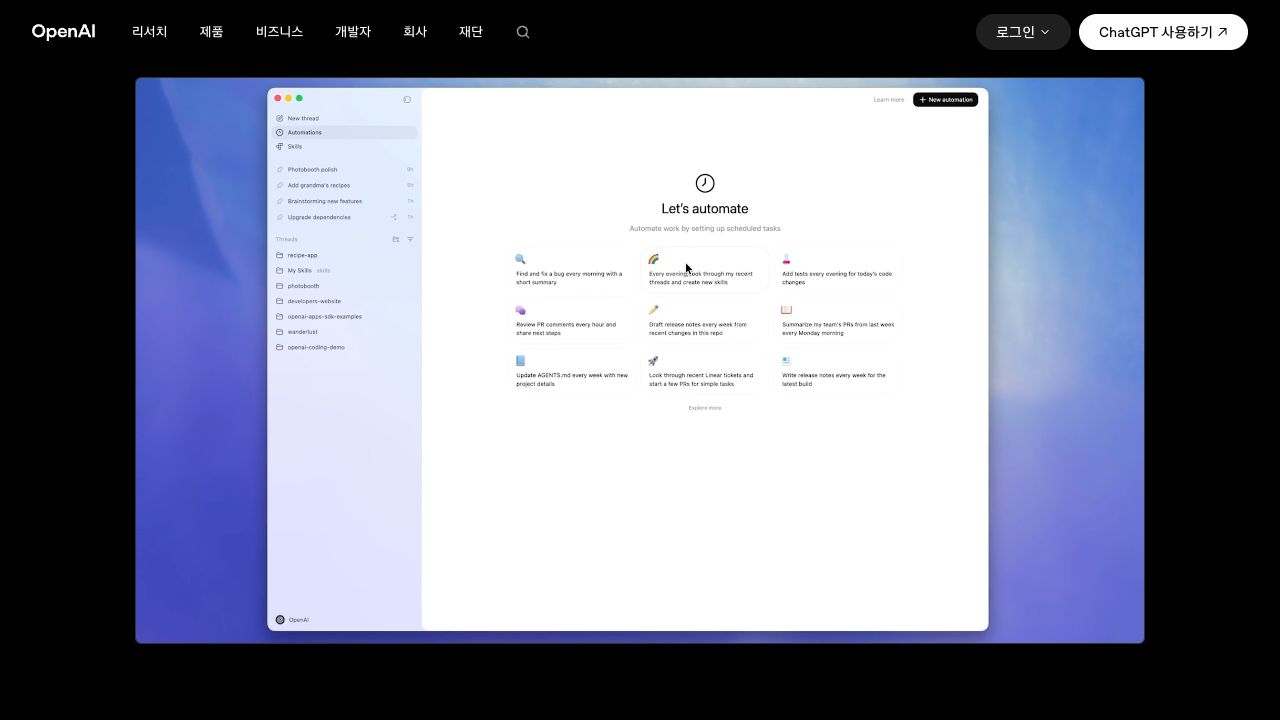 OpenAI
리서치
제품
비즈니스
개발자
회사
재단
로그인
ChatGPT 사용하기
Learn more
New automation
New thread
Automations
Skills
Photobooth polish 9h
Add grandma's recipes 9h
Brainstorming new features 1h
Upgrade dependencies 1h
Threads
recipe-app
My Skills skills
photobooth
developers-website
openai-apps-sdk-examples
wanderlust
openai-coding-demo
OpenAI
Let's automate
Automate work by setting up scheduled tasks
Find and fix a bug every morning with a
short summary
Every evening look through my recent
threads and create new skills
Add tests every evening for today's code
changes
Review PR comments every hour and
share next steps
Draft release notes every week from
recent changes in this repo
Summarize my team's PRs from last week
every Monday morning
Update AGENTS.md every week with new
project details
Look through recent Linear tickets and
start a few PRs for simple tasks
Write release notes every week for the
latest build
Explore more